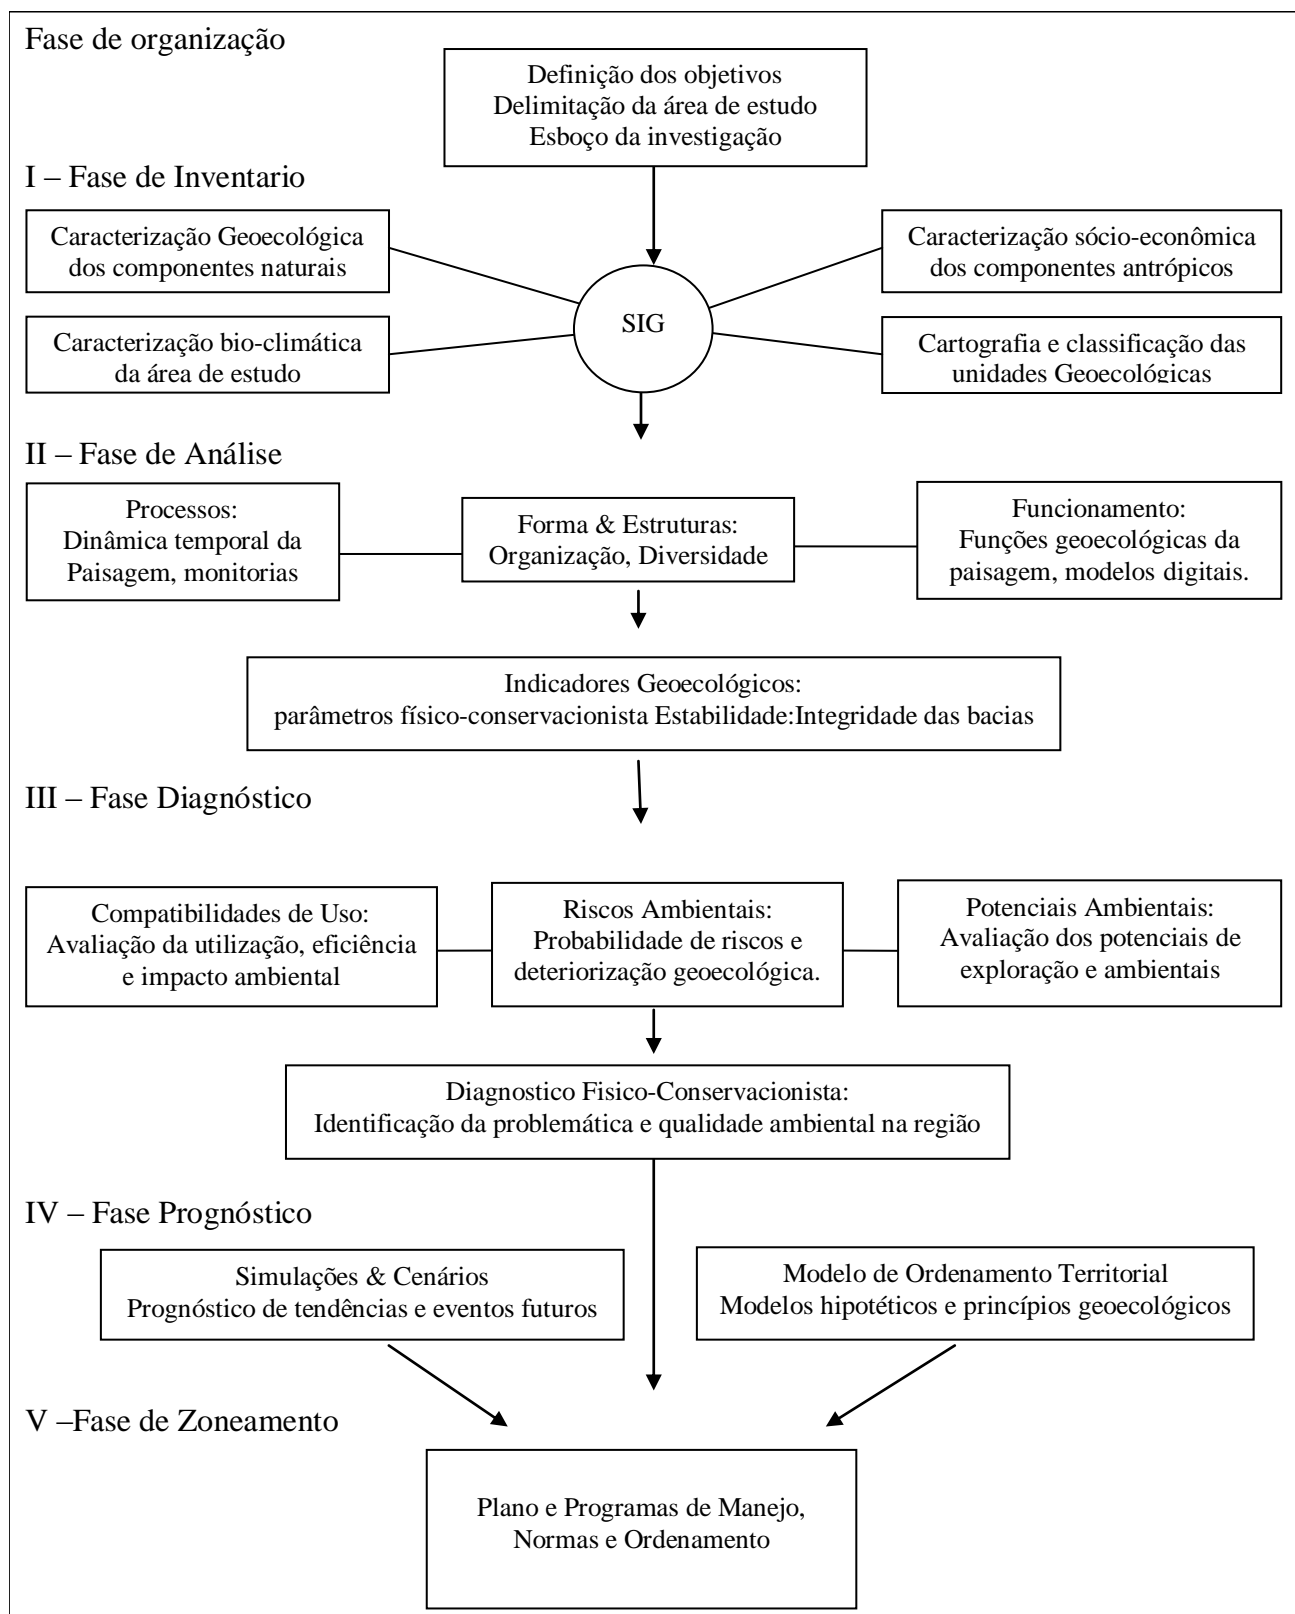 Fase de organização
Definição dos objetivos
Delimitação da área de estudo
Esboço da investigação
I – Fase de Inventario
Caracterização Geoecológica
dos componentes naturais
Caracterização sócio-econômica
dos componentes antrópicos
SIG
Caracterização bio-climática
da área de estudo
Cartografia e classificação das
unidades Geoecológicas
II – Fase de Análise
Processos:
Dinâmica temporal da
Paisagem, monitorias
Forma & Estruturas:
Organização, Diversidade
Funcionamento:
Funções geoecológicas da
paisagem, modelos digitais.
Indicadores Geoecológicos:
parâmetros físico-conservacionista Estabilidade:Integridade das bacias
III – Fase Diagnóstico
Compatibilidades de Uso:
Avaliação da utilização, eficiência
e impacto ambiental
Riscos Ambientais:
Probabilidade de riscos e
deteriorização geoecológica.
Potenciais Ambientais:
Avaliação dos potenciais de
exploração e ambientais
Diagnostico Fisico-Conservacionista:
Identificação da problemática e qualidade ambiental na região
IV – Fase Prognóstico
Simulações & Cenários
Prognóstico de tendências e eventos futuros
Modelo de Ordenamento Territorial
Modelos hipotéticos e princípios geoecológicos
V –Fase de Zoneamento
Plano e Programas de Manejo,
Normas e Ordenamento